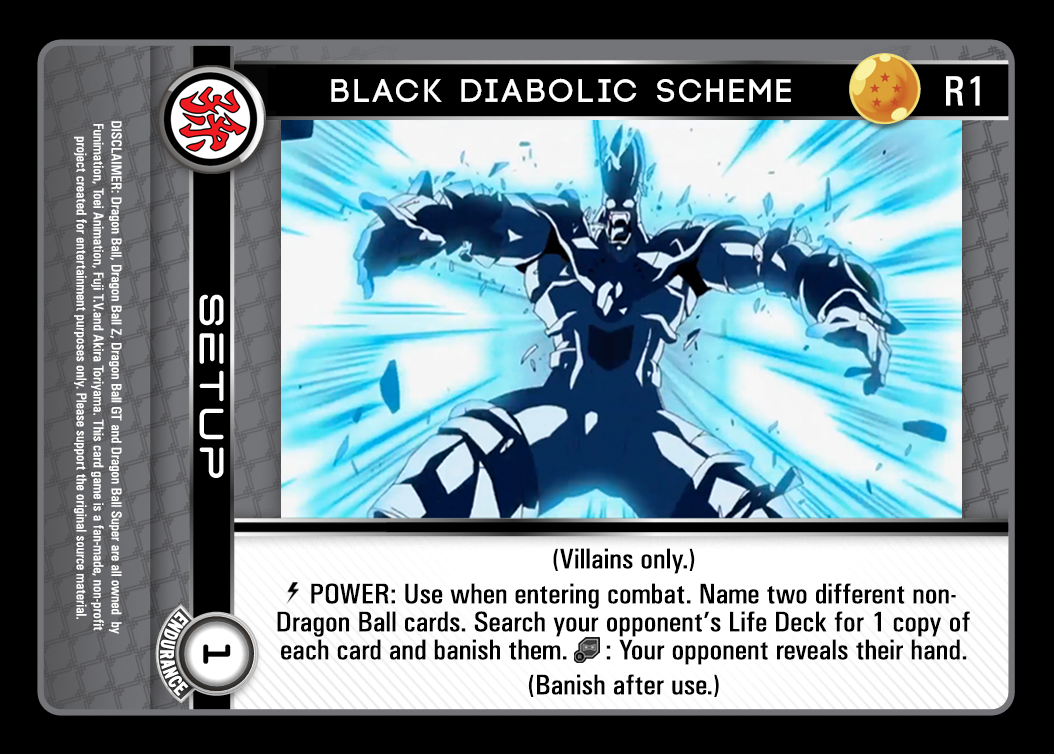 BLACK DIABOLIC SCHEME
R1
SETUP
DISCLAIMER: Dragon Ball, Dragon Ball Z, Dragon Ball GT and Dragon Ball Super are all owned by
Funimation, Toei Animation, Fuji T.V.and Akira Toriyama. This card game is a fan-made, non-profit
project created for entertainment purposes only. Please support the original source material.
(Villains only.)
POWER: Use when entering combat. Name two different non-
Dragon Ball cards. Search your opponent's Life Deck for 1 copy of
each card and banish them. : Your opponent reveals their hand.
(Banish after use.)
ENDURANCE
1